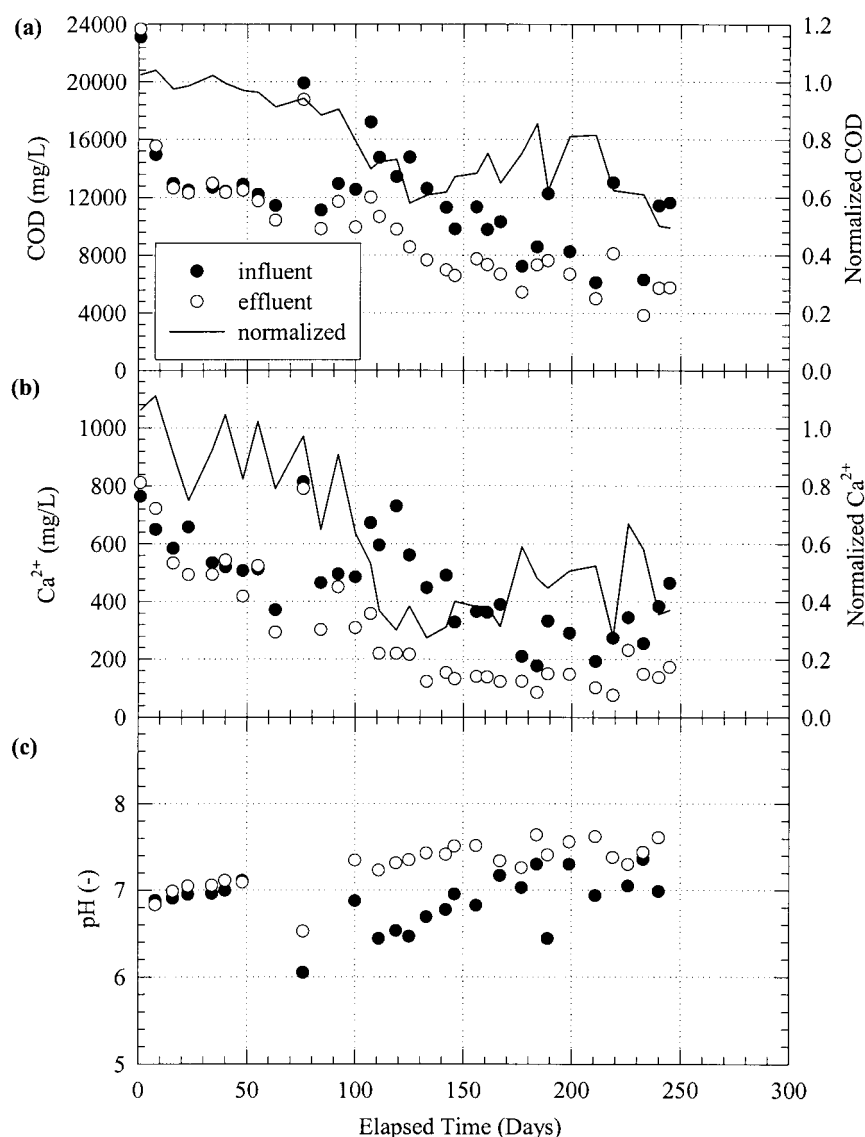 (a)
24000
20000
16000
12000
8000
4000
0
COD (mg/L)
1.2
1.0
0.8
0.6
0.4
0.2
0.0
Normalized COD
influent
effluent
normalized
(b)
1000
800
600
400
200
0
Ca²⁺ (mg/L)
1.0
0.8
0.6
0.4
0.2
0.0
Normalized Ca²⁺
(c)
8
7
6
5
pH (-)
0 50 100 150 200 250 300
Elapsed Time (Days)